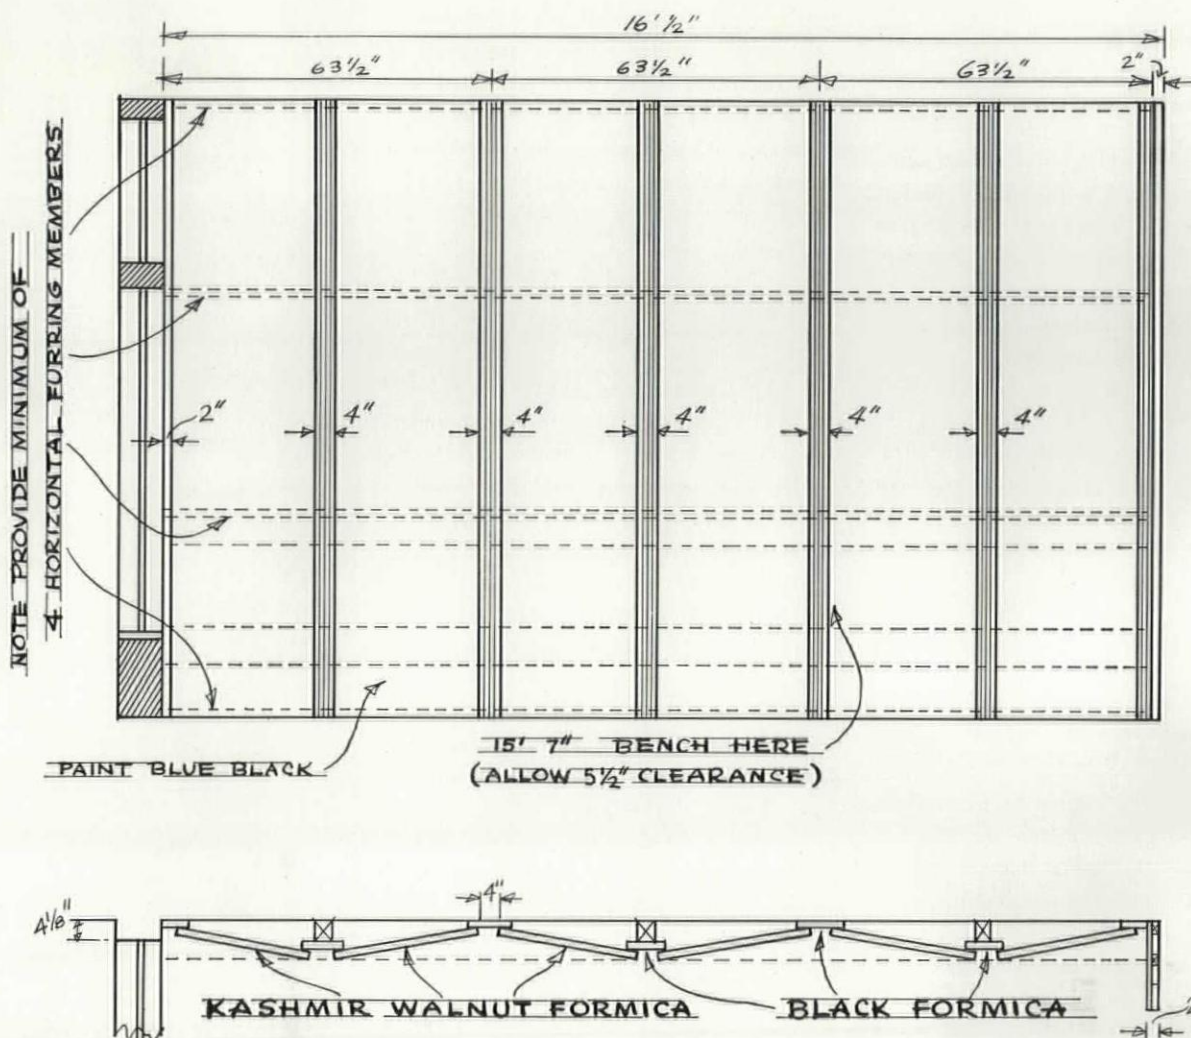 16' ½"
63½" 63½" 63½" 2"
NOTE PROVIDE MINIMUM OF
4 HORIZONTAL FURRING MEMBERS
2" 4" 4" 4" 4" 4"
PAINT BLUE BLACK
15' 7" BENCH HERE
(ALLOW 5½" CLEARANCE)
4"
4⅛"
KASHMIR WALNUT FORMICA
BLACK FORMICA